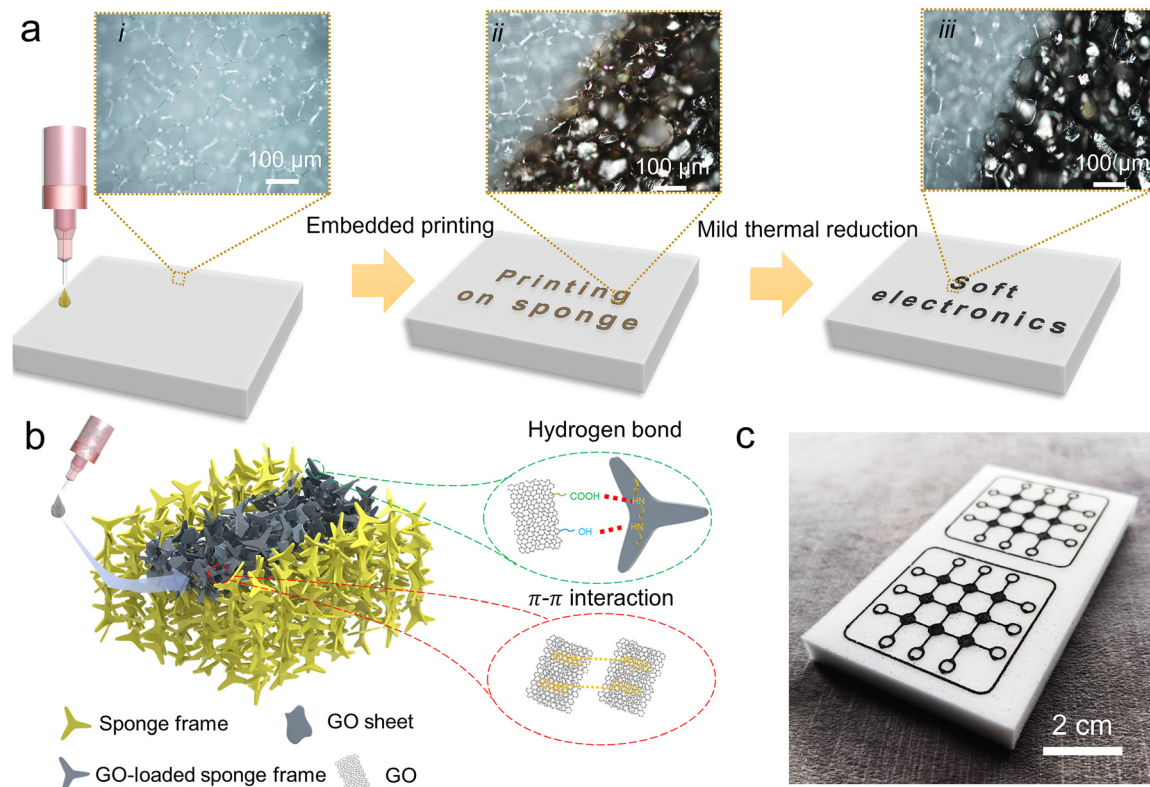 a
i
100 µm
ii
100 µm
iii
100 µm
Embedded printing
Mild thermal reduction
Printing
on sponge
Soft
electronics
b
Hydrogen bond
COOH
HN
OH
HN
π-π interaction
Sponge frame
GO sheet
GO-loaded sponge frame
GO
c
2 cm